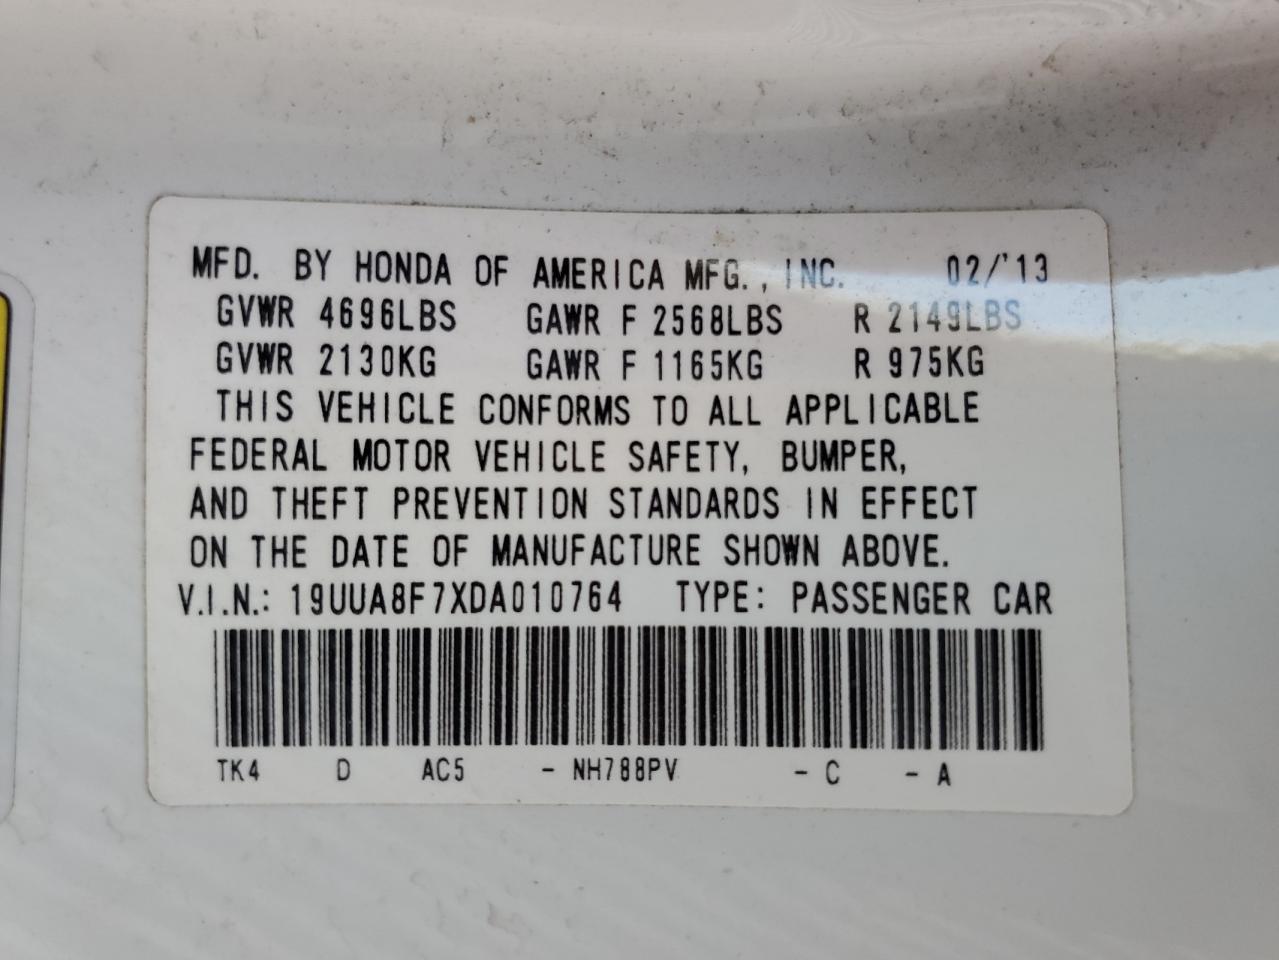 MFD. BY HONDA OF AMERICA MFG., INC. 02/'13
GVWR 4696LBS GAWR F 2568LBS R 2149LBS
GVWR 2130KG GAWR F 1165KG R 975KG
THIS VEHICLE CONFORMS TO ALL APPLICABLE
FEDERAL MOTOR VEHICLE SAFETY, BUMPER,
AND THEFT PREVENTION STANDARDS IN EFFECT
ON THE DATE OF MANUFACTURE SHOWN ABOVE.
V.I.N.: 19UUA8F7XDA010764 TYPE: PASSENGER CAR
TK4 D AC5 - NH788PV - C - A